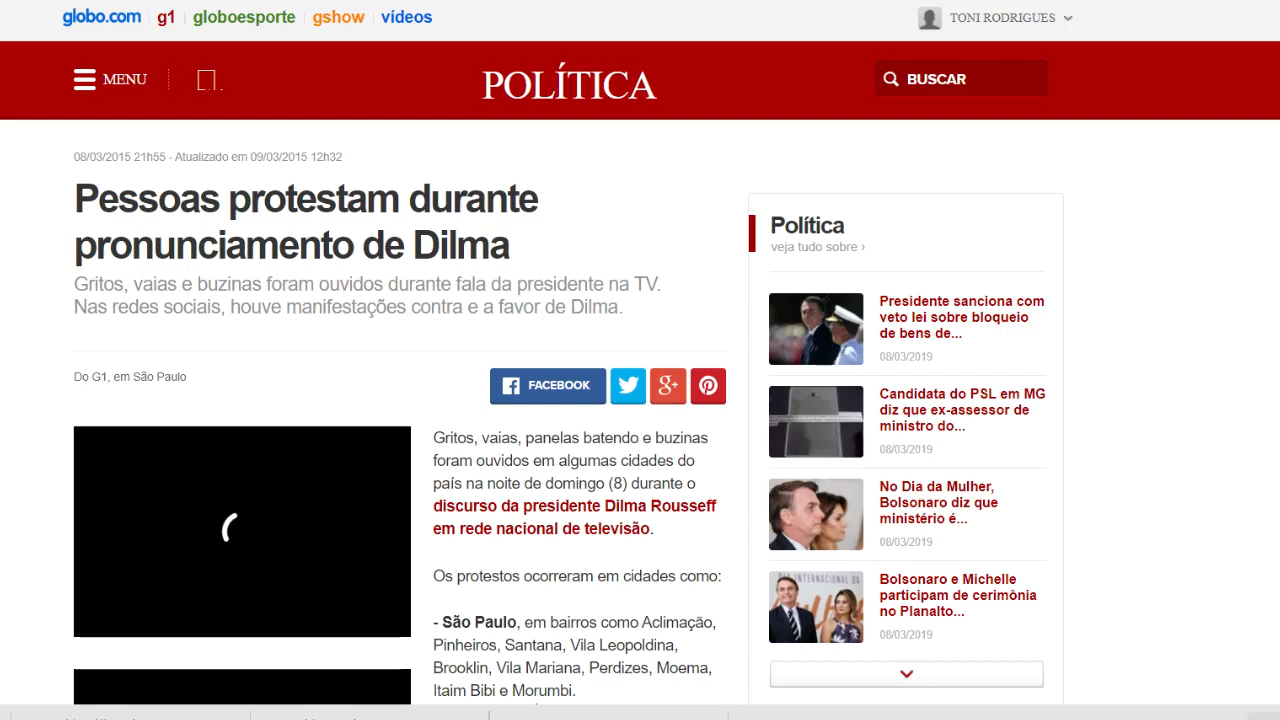 globo.com g1 globoesporte gshow vídeos
TONI RODRIGUES
MENU
POLÍTICA
BUSCAR
08/03/2015 21h55 - Atualizado em 09/03/2015 12h32
Pessoas protestam durante
pronunciamento de Dilma
Gritos, vaias e buzinas foram ouvidos durante fala da presidente na TV.
Nas redes sociais, houve manifestações contra e a favor de Dilma.
Do G1, em São Paulo
FACEBOOK
g+
Gritos, vaias, panelas batendo e buzinas
foram ouvidos em algumas cidades do
país na noite de domingo (8) durante o
discurso da presidente Dilma Rousseff
em rede nacional de televisão.
Os protestos ocorreram em cidades como:
- São Paulo, em bairros como Aclimação,
Pinheiros, Santana, Vila Leopoldina,
Brooklin, Vila Mariana, Perdizes, Moema,
Itaim Bibi e Morumbi.
Política
veja tudo sobre ›
Presidente sanciona com
veto lei sobre bloqueio
de bens de...
08/03/2019
Candidata do PSL em MG
diz que ex-assessor de
ministro do...
08/03/2019
No Dia da Mulher,
Bolsonaro diz que
ministério é...
08/03/2019
Bolsonaro e Michelle
participam de cerimônia
no Planalto...
08/03/2019